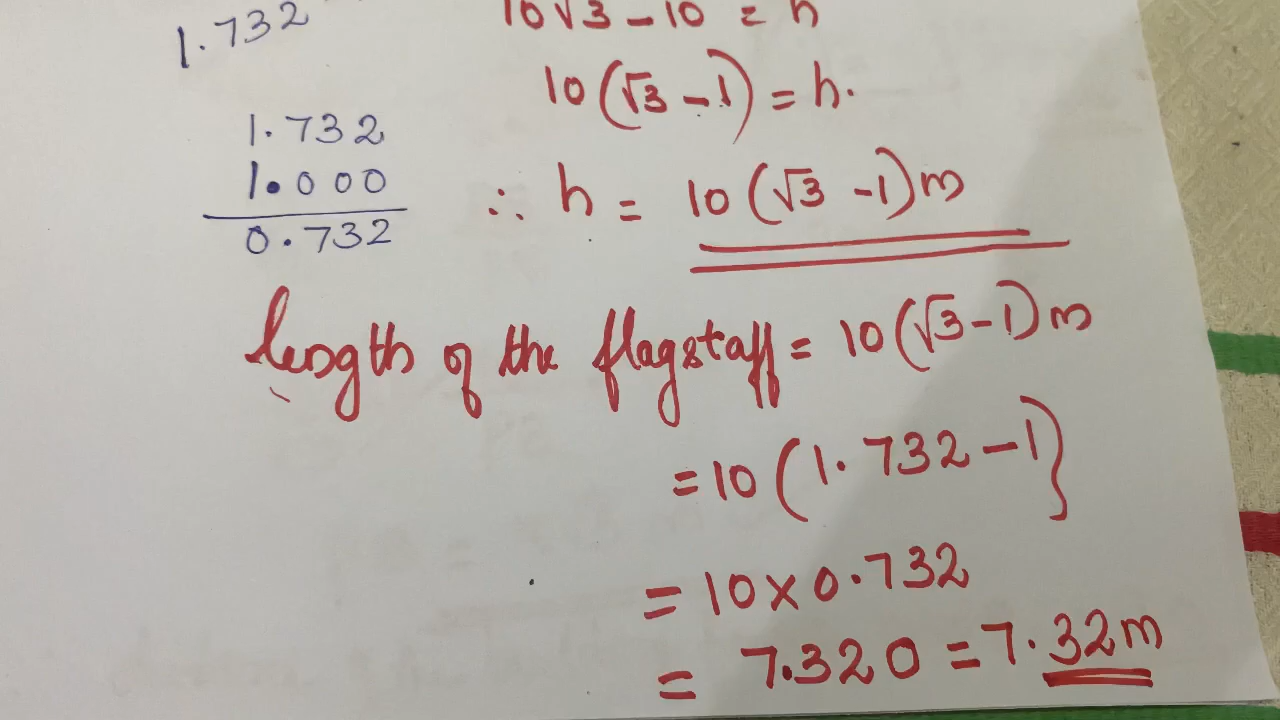 1.732
10√3 - 10 = h
10(√3 - 1) = h.
1.732
1.000
0.732
∴ h = 10(√3 - 1)m
length of the flagstaff = 10(√3 - 1)m
= 10(1.732 - 1}
= 10 × 0.732
= 7.320 = 7.32m